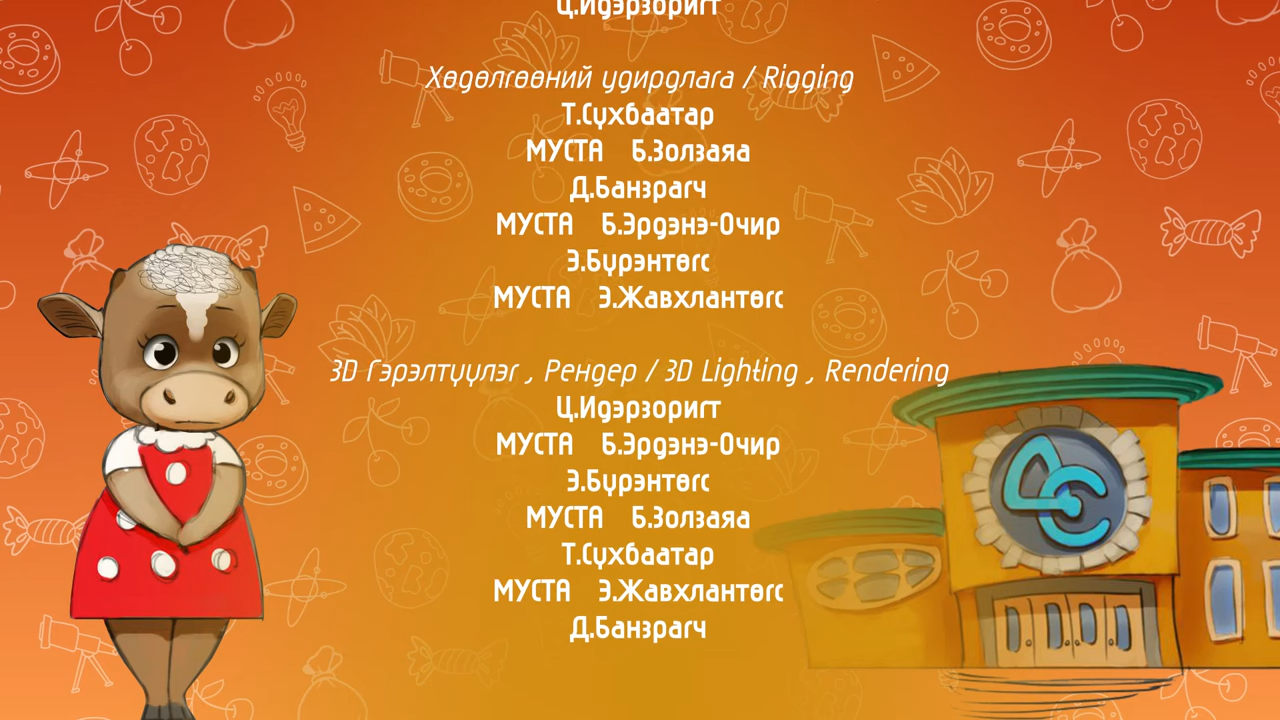 Ц.Идэрзоригт
Хөдөлгөөний удирдлага / Rigging
Т.Сүхбаатар
МУСТА Б.Золзаяа
Д.Банзрагч
МУСТА Б.Эрдэнэ-Очир
Э.Бүрэнтөгс
МУСТА Э.Жавхлантөгс
3D Гэрэлтүүлэг , Рендер / 3D Lighting , Rendering
Ц.Идэрзоригт
МУСТА Б.Эрдэнэ-Очир
Э.Бүрэнтөгс
МУСТА Б.Золзаяа
Т.Сүхбаатар
МУСТА Э.Жавхлантөгс
Д.Банзрагч